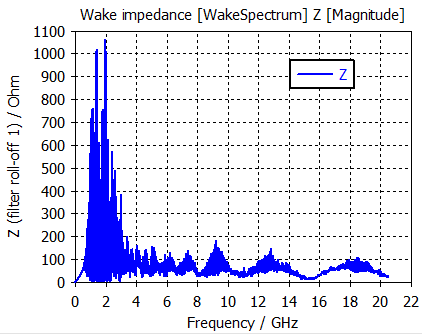 Wake impedance [WakeSpectrum] Z [Magnitude]
1100
1000
900
800
700
600
500
400
300
200
100
0
Z (filter roll-off 1) / Ohm
Z
0 2 4 6 8 10 12 14 16 18 20 22
Frequency / GHz